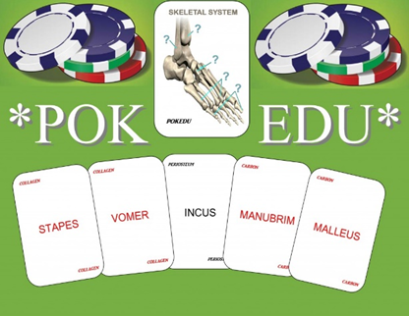 SKELETAL SYSTEM
?
?
?
?
?
POKEDU
*POK EDU*
COLLAGEN
STAPES
COLLAGEN
COLLAGEN
VOMER
COLLAGEN
PERIOSTEUM
INCUS
PERIOS
CARBON
MANUBRIM
CARBON
CARBON
MALLEUS
CARBON